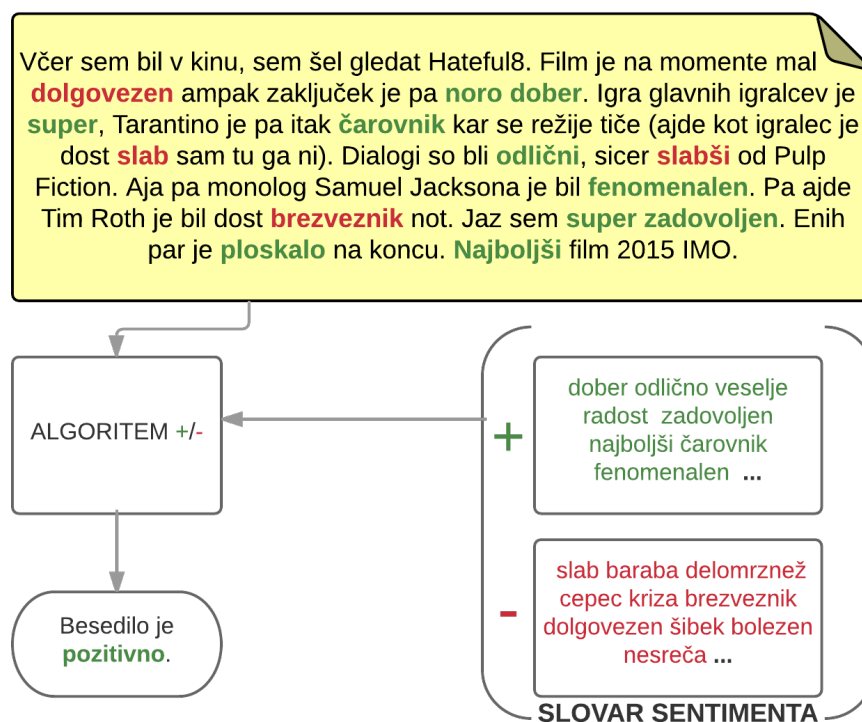 Včer sem bil v kinu, sem šel gledat Hateful8. Film je na momente mal
dolgovezen ampak zaključek je pa noro dober. Igra glavnih igralcev je
super, Tarantino je pa itak čarovnik kar se režije tiče (ajde kot igralec je
dost slab sam tu ga ni). Dialogi so bli odlični, sicer slabši od Pulp
Fiction. Aja pa monolog Samuel Jacksona je bil fenomenalen. Pa ajde
Tim Roth je bil dost brezveznik not. Jaz sem super zadovoljen. Enih
par je ploskalo na koncu. Najboljši film 2015 IMO.
ALGORITEM +/-
Besedilo je
pozitivno.
+
dober odlično veselje
radost zadovoljen
najboljši čarovnik
fenomenalen ...
-
slab baraba delomrznež
cepec kriza brezveznik
dolgovezen šibek bolezen
nesreča ...
SLOVAR SENTIMENTA